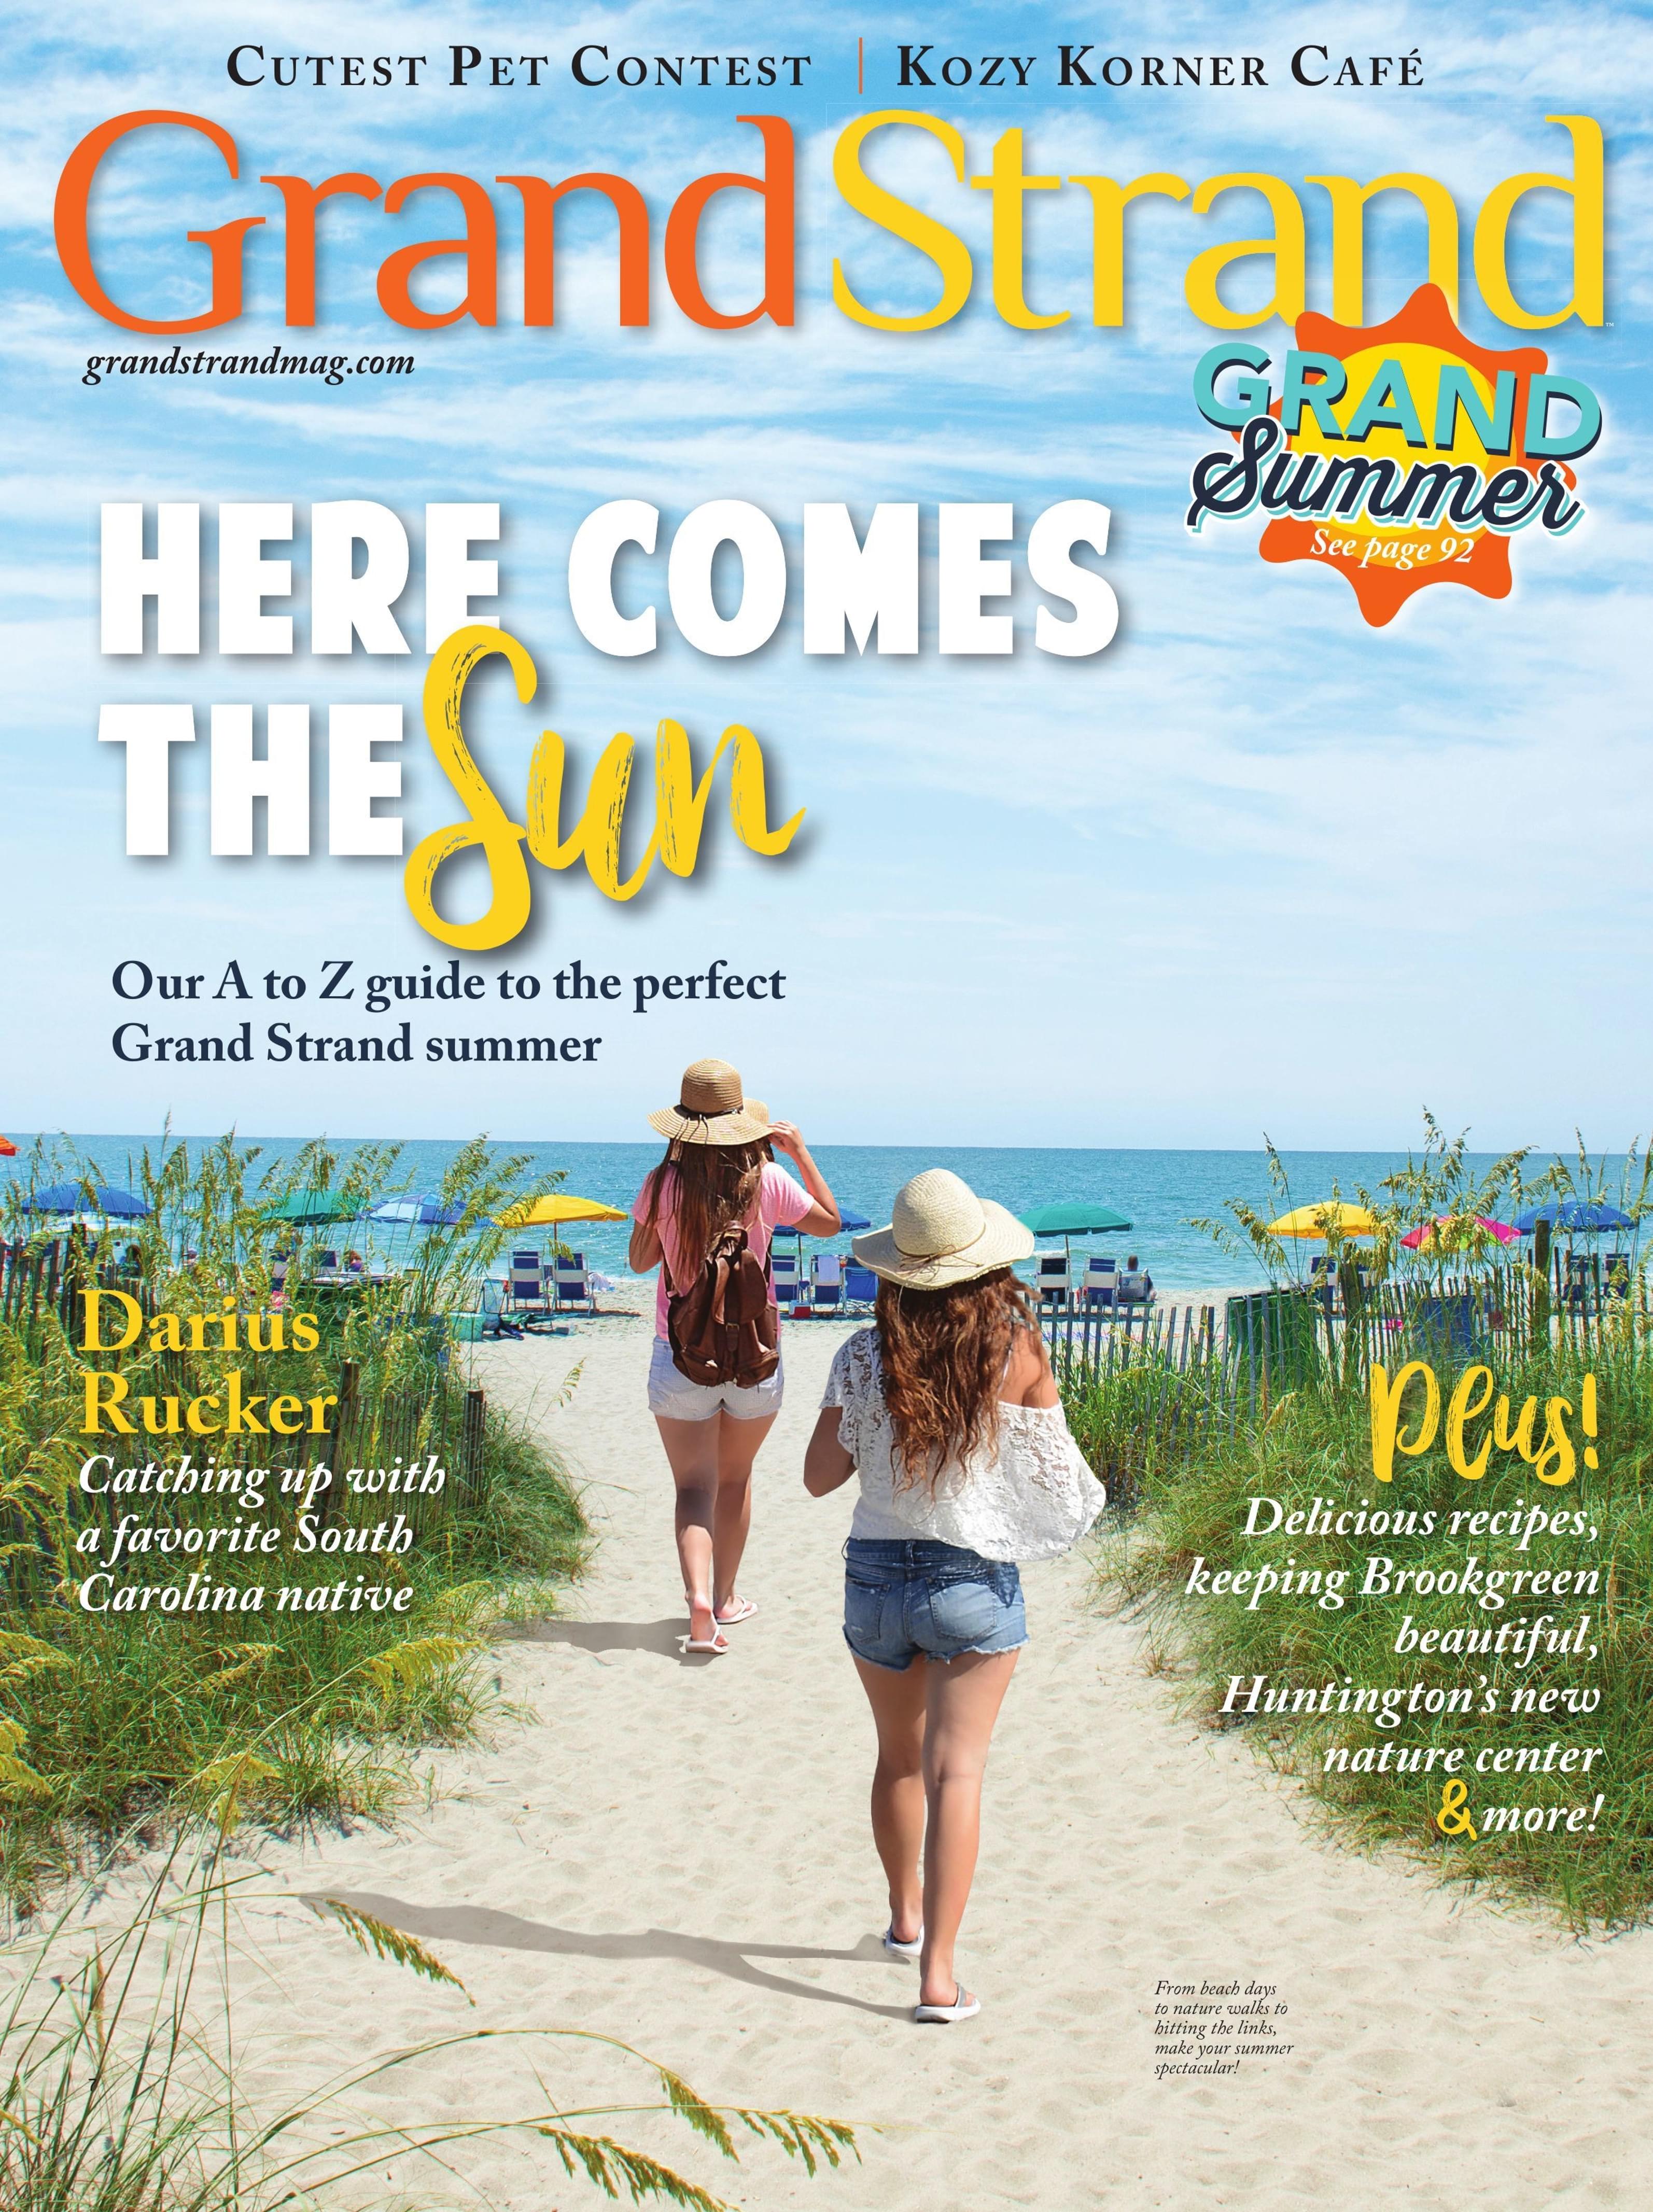 CUTEST PET CONTEST | KOZY KORNER CAFÉ
Grand Strand™
grandstrandmag.com
GRAND
Summer
See page 92
HERE COMES
THE Sun
Our A to Z guide to the perfect
Grand Strand summer
Darius
Rucker
Catching up with
a favorite South
Carolina native
Plus!
Delicious recipes,
keeping Brookgreen
beautiful,
Huntington's new
nature center
& more!
From beach days
to nature walks to
hitting the links,
make your summer
spectacular!
7